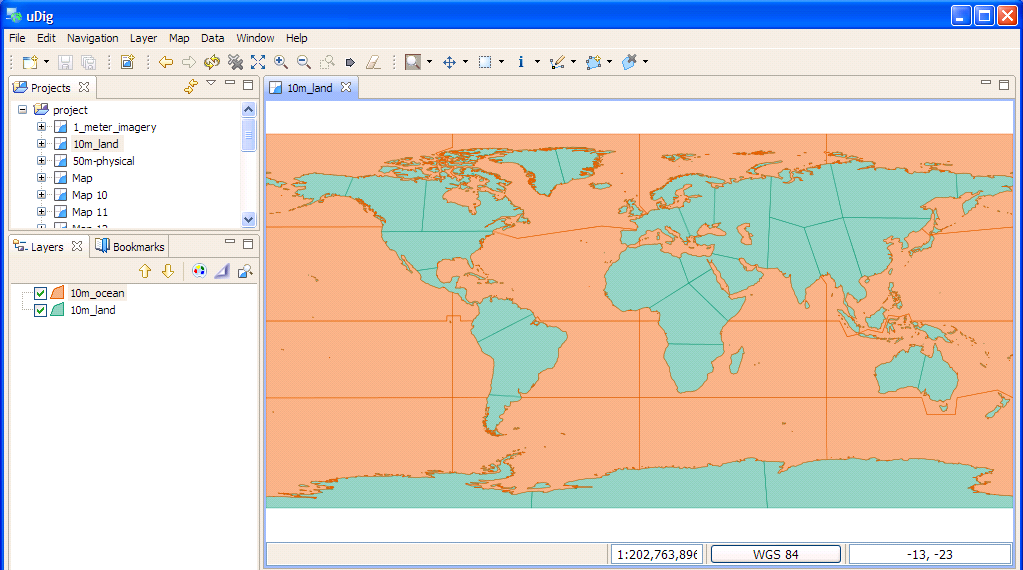 uDig
File Edit Navigation Layer Map Data Window Help
Projects
10m_land
project
1_meter_imagery
10m_land
50m-physical
Map
Map 10
Map 11
Layers Bookmarks
10m_ocean
10m_land
1:202,763,896 WGS 84 -13, -23